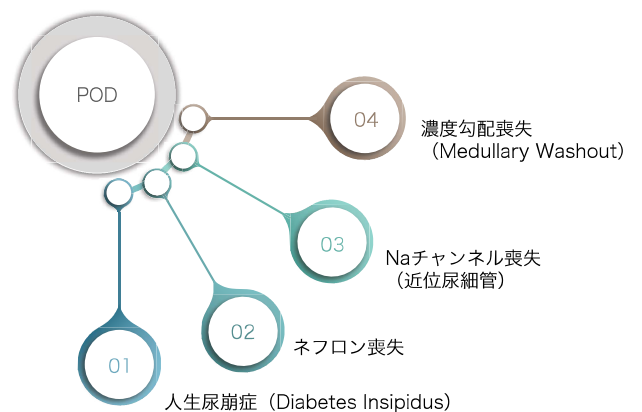 POD
04
濃度勾配喪失
（Medullary Washout）
03
Naチャンネル喪失
（近位尿細管）
02
ネフロン喪失
01
人生尿崩症（Diabetes Insipidus）